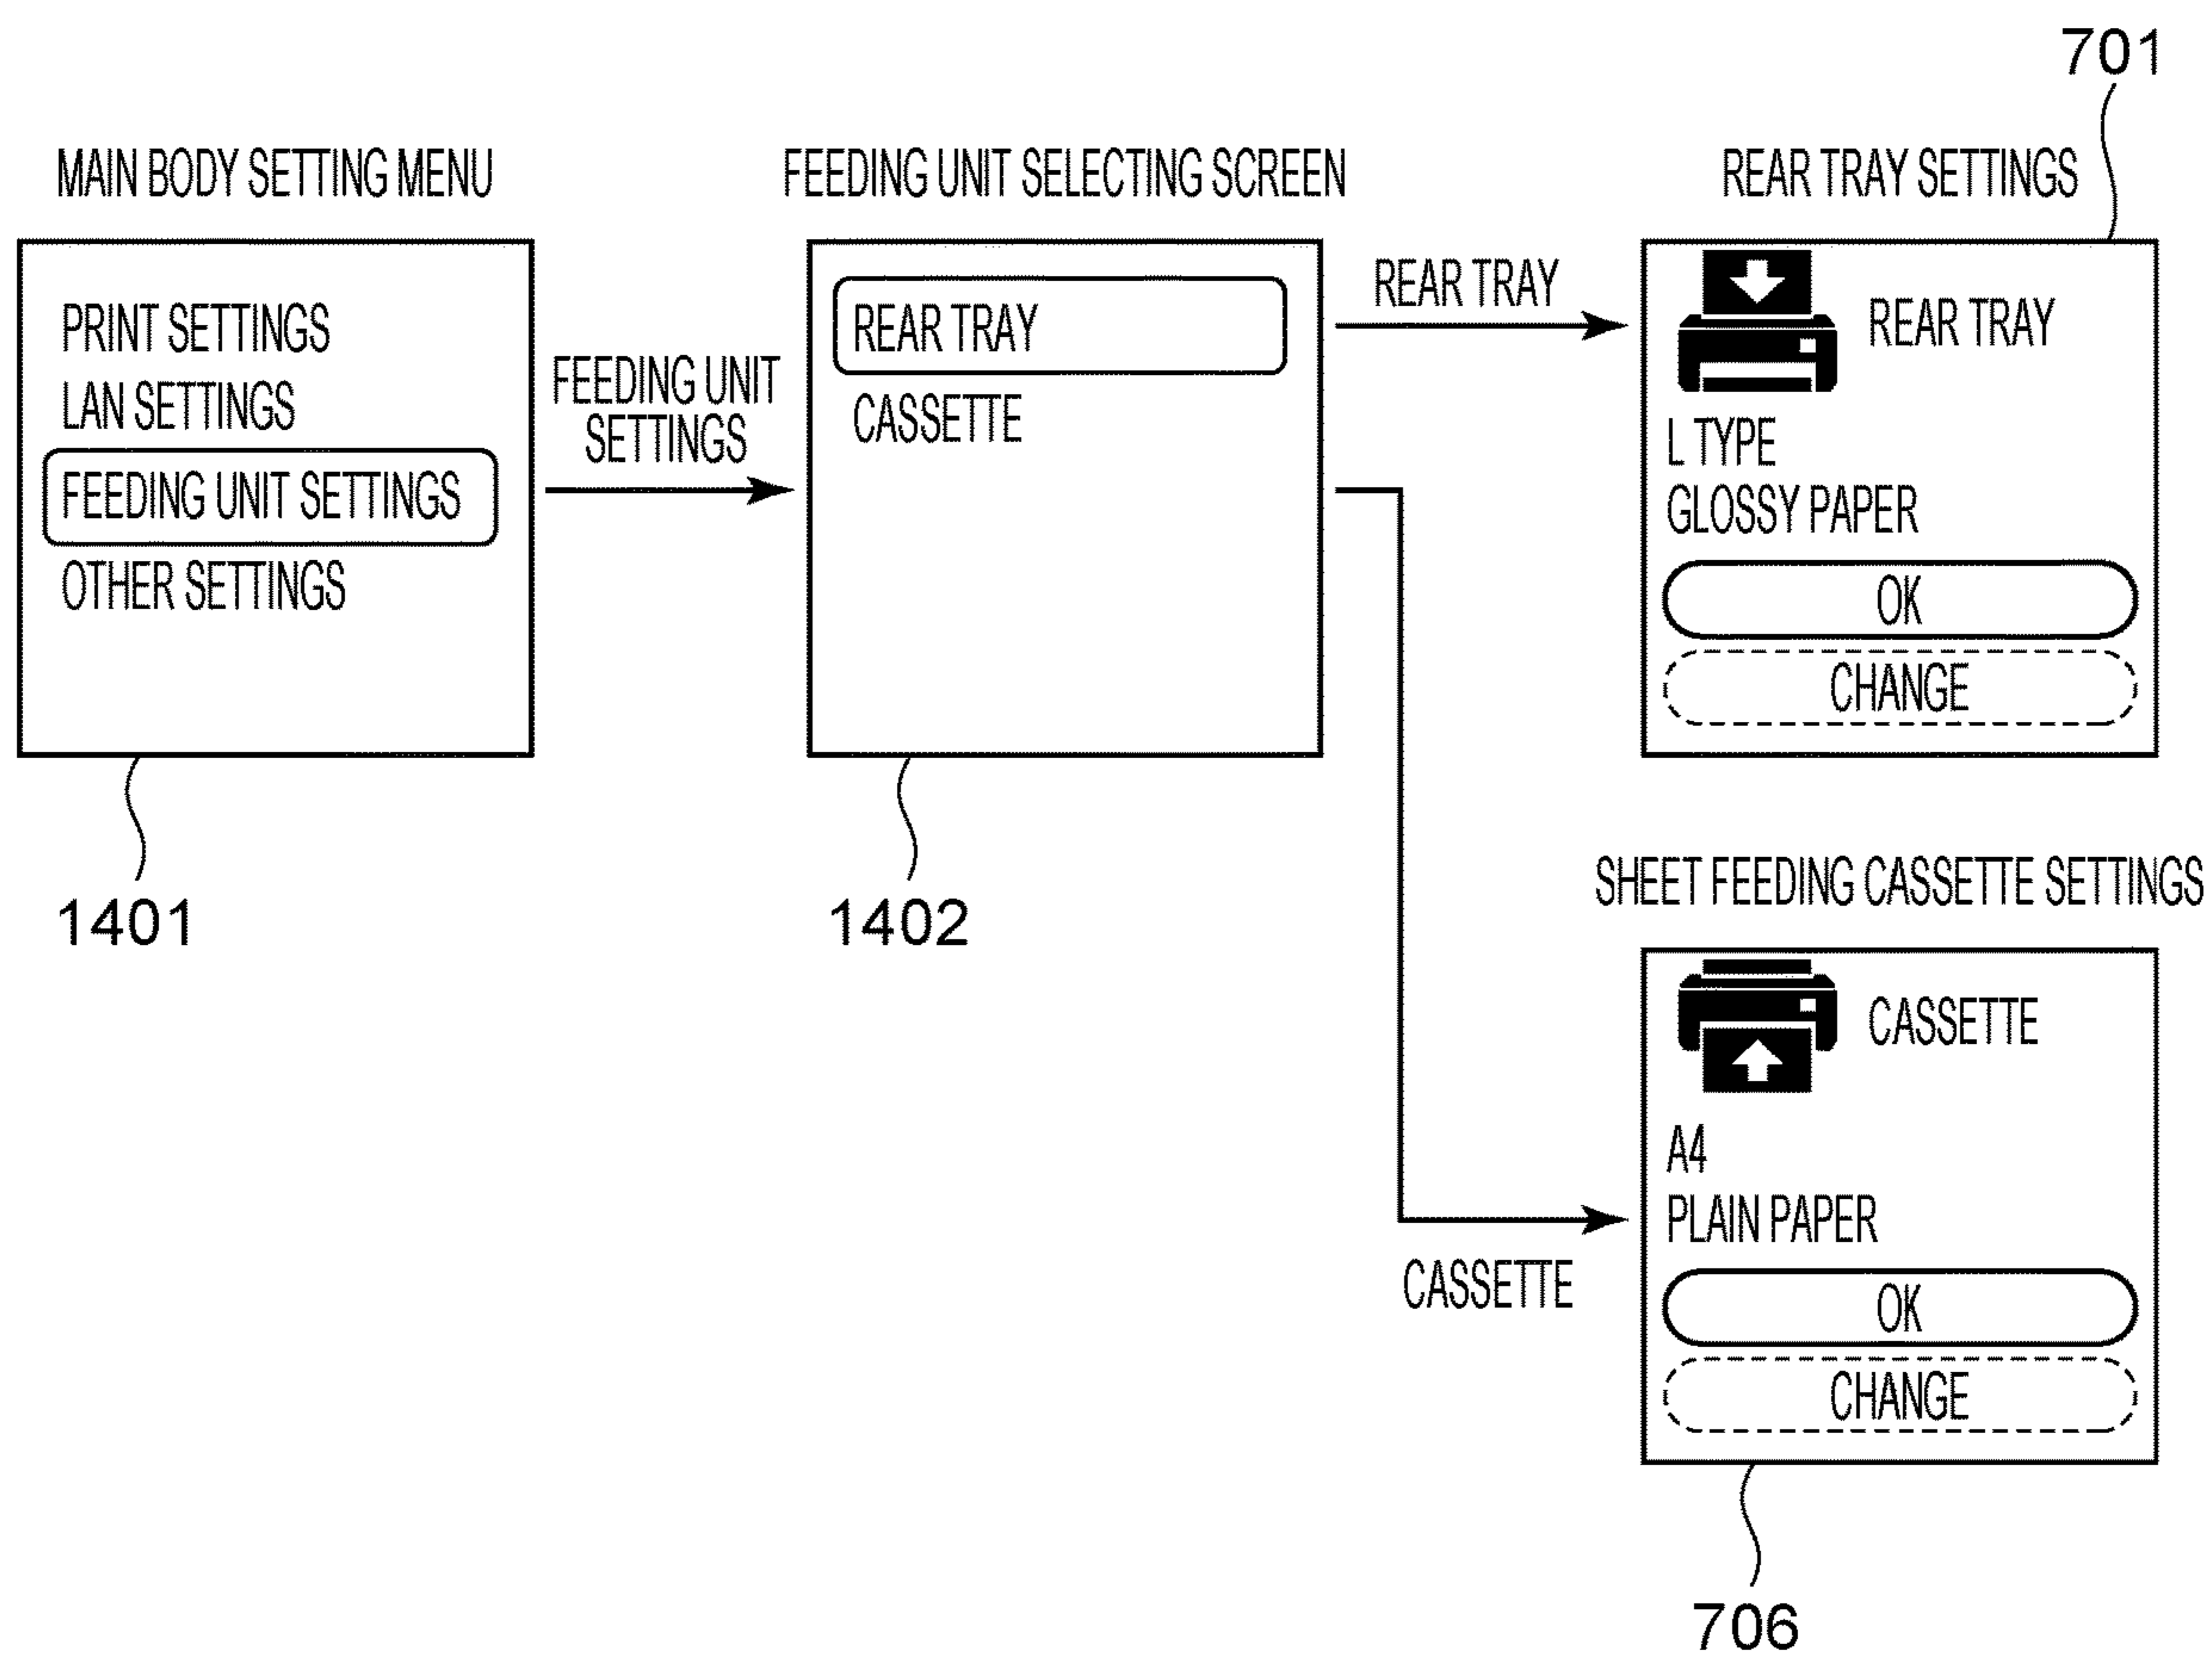 701
MAIN BODY SETTING MENU
PRINT SETTINGS
LAN SETTINGS
FEEDING UNIT SETTINGS
OTHER SETTINGS
1401
FEEDING UNIT
SETTINGS
FEEDING UNIT SELECTING SCREEN
REAR TRAY
CASSETTE
1402
REAR TRAY
REAR TRAY SETTINGS
REAR TRAY
L TYPE
GLOSSY PAPER
OK
CHANGE
CASSETTE
SHEET FEEDING CASSETTE SETTINGS
CASSETTE
A4
PLAIN PAPER
OK
CHANGE
706